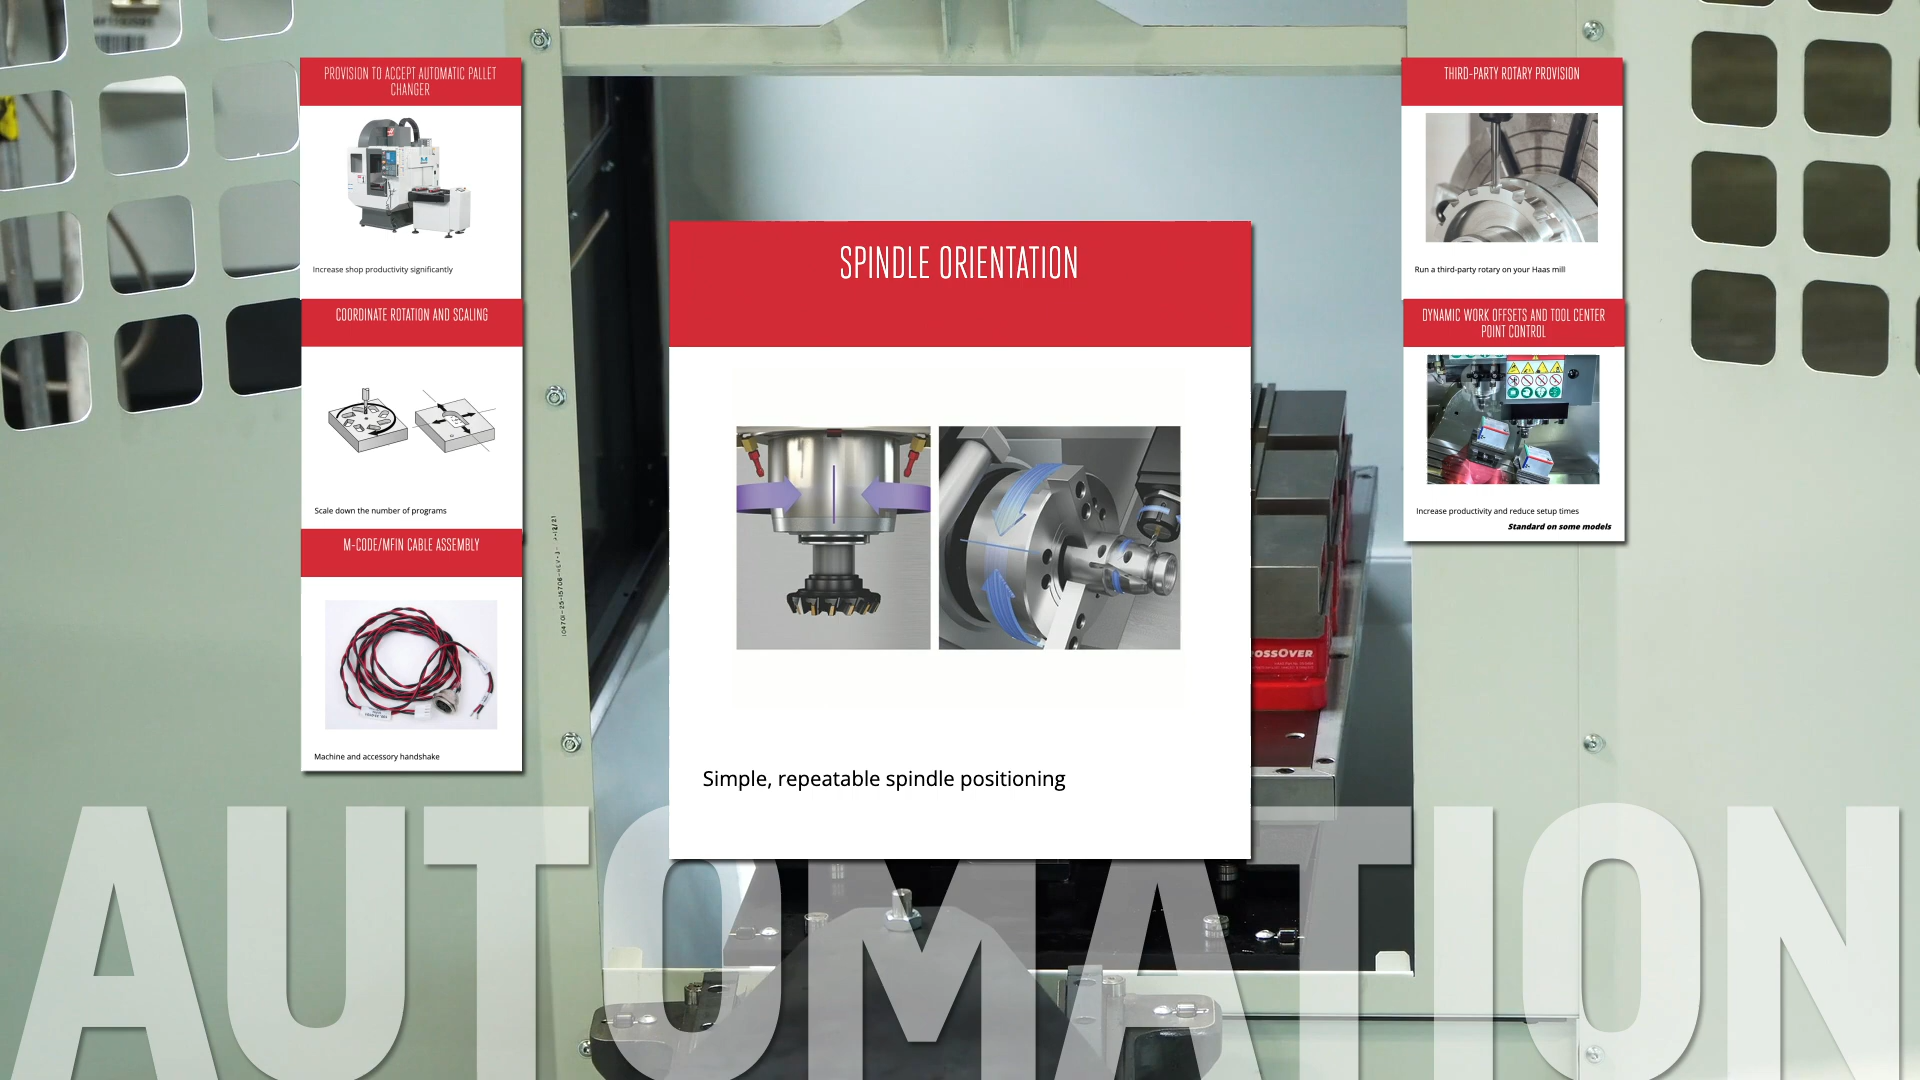 PROVISION TO ACCEPT AUTOMATIC PALLET
CHANGER
Increase shop productivity significantly
COORDINATE ROTATION AND SCALING
Scale down the number of programs
M-CODE/MFIN CABLE ASSEMBLY
Machine and accessory handshake
SPINDLE ORIENTATION
Simple, repeatable spindle positioning
THIRD-PARTY ROTARY PROVISION
Run a third-party rotary on your Haas mill
DYNAMIC WORK OFFSETS AND TOOL CENTER
POINT CONTROL
Increase productivity and reduce setup times
Standard on some models
OSSOVER
AUTOMATION